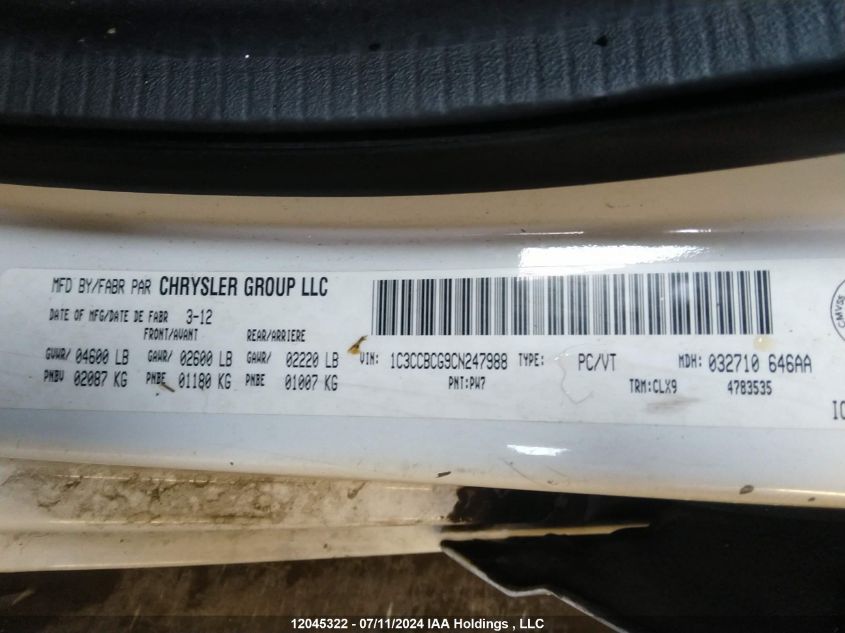 MFD BY/FABR PAR CHRYSLER GROUP LLC
DATE OF MFG/DATE DE FABR 3-12
FRONT/AVANT REAR/ARRIERE
GVWR/ 04600 LB GAWR/ 02600 LB GAWR/ 02220 LB VIN: 1C3CCBCG9CN247988 TYPE: PC/VT MDH: 032710 646AA
PNBV 02087 KG PNBE 01180 KG PNBE 01007 KG PNT:PW7 TRM:CLX9 4783535
CMVSS
IC
12045322 - 07/11/2024 IAA Holdings , LLC